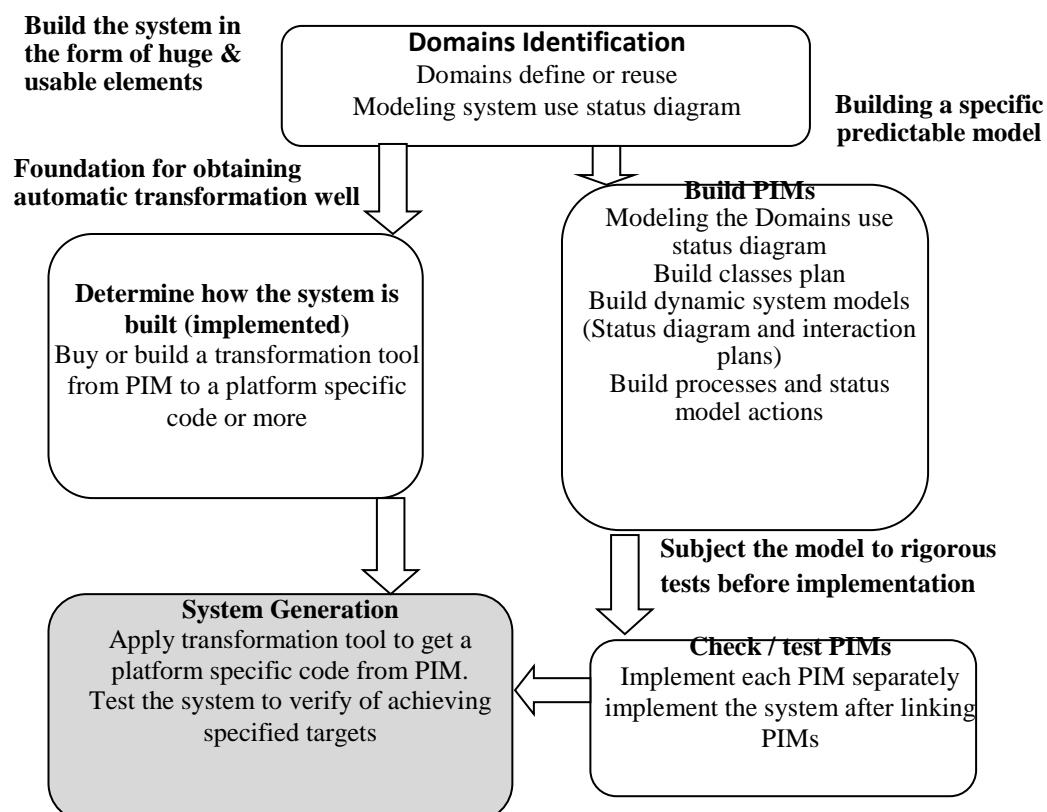 Build the system in
the form of huge &
usable elements
Domains Identification
Domains define or reuse
Modeling system use status diagram
Building a specific
predictable model
Foundation for obtaining
automatic transformation well
Build PIMs
Modeling the Domains use
status diagram
Build classes plan
Build dynamic system models
(Status diagram and interaction
plans)
Build processes and status
model actions
Determine how the system is
built (implemented)
Buy or build a transformation tool
from PIM to a platform specific
code or more
Subject the model to rigorous
tests before implementation
System Generation
Apply transformation tool to get a
platform specific code from PIM.
Test the system to verify of achieving
specified targets
Check / test PIMs
Implement each PIM separately
implement the system after linking
PIMs